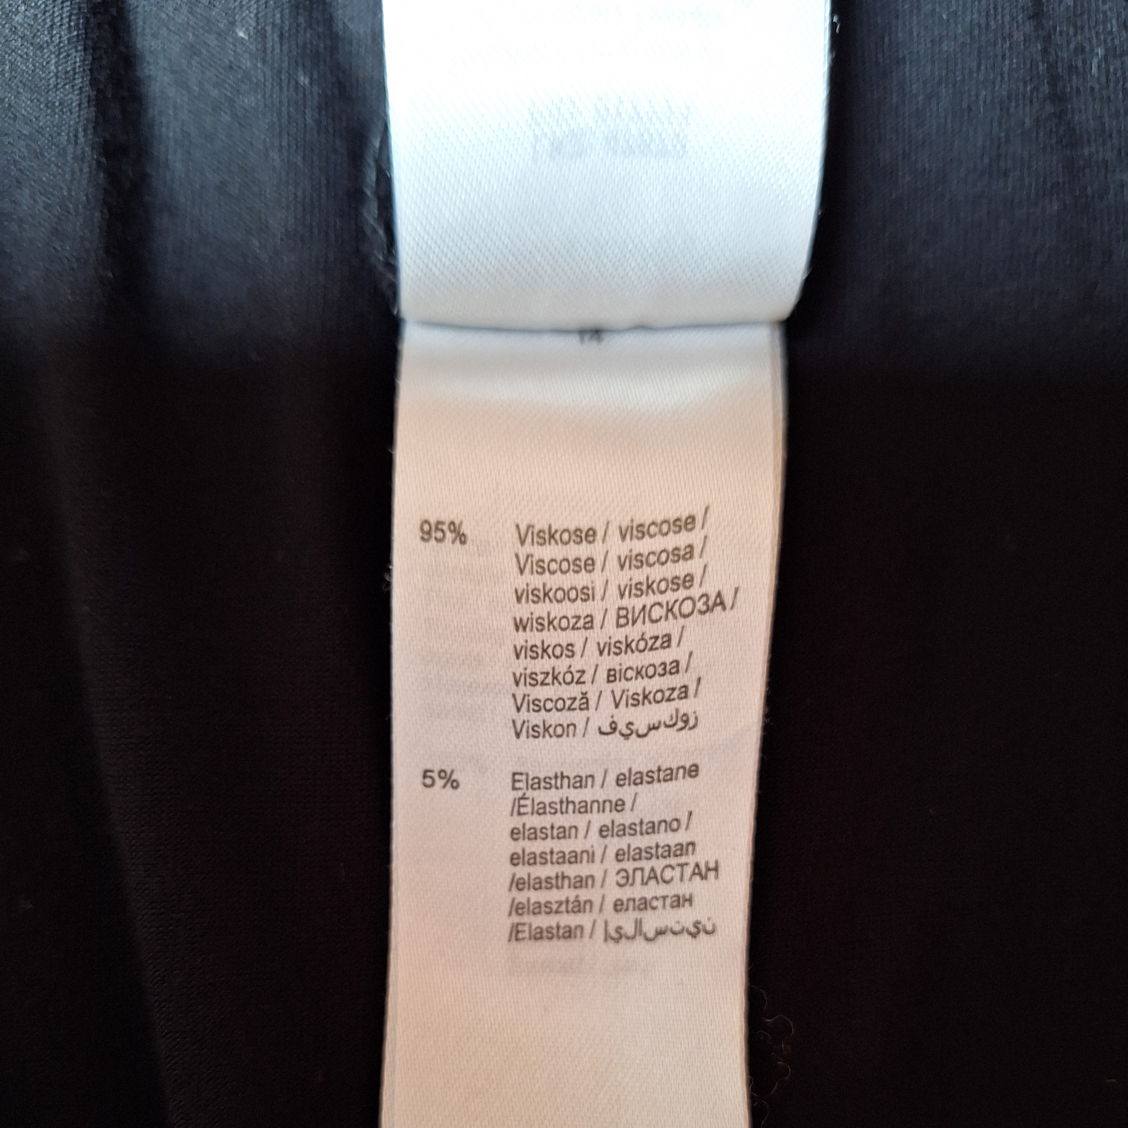 14
95% Viskose / viscose /
Viscose / viscosa /
viskoosi / viskose /
wiskoza / ВИСКОЗА /
viskos / viskóza /
viszkóz / віскоза /
Viscoză / Viskoza /
Viskon / فيسكوز
5% Elasthan / elastane
/Élasthanne /
elastan / elastano /
elastaani / elastaan
/elasthan / ЭЛАСТАН
/elasztán / еластан
/Elastan / إيلاستين